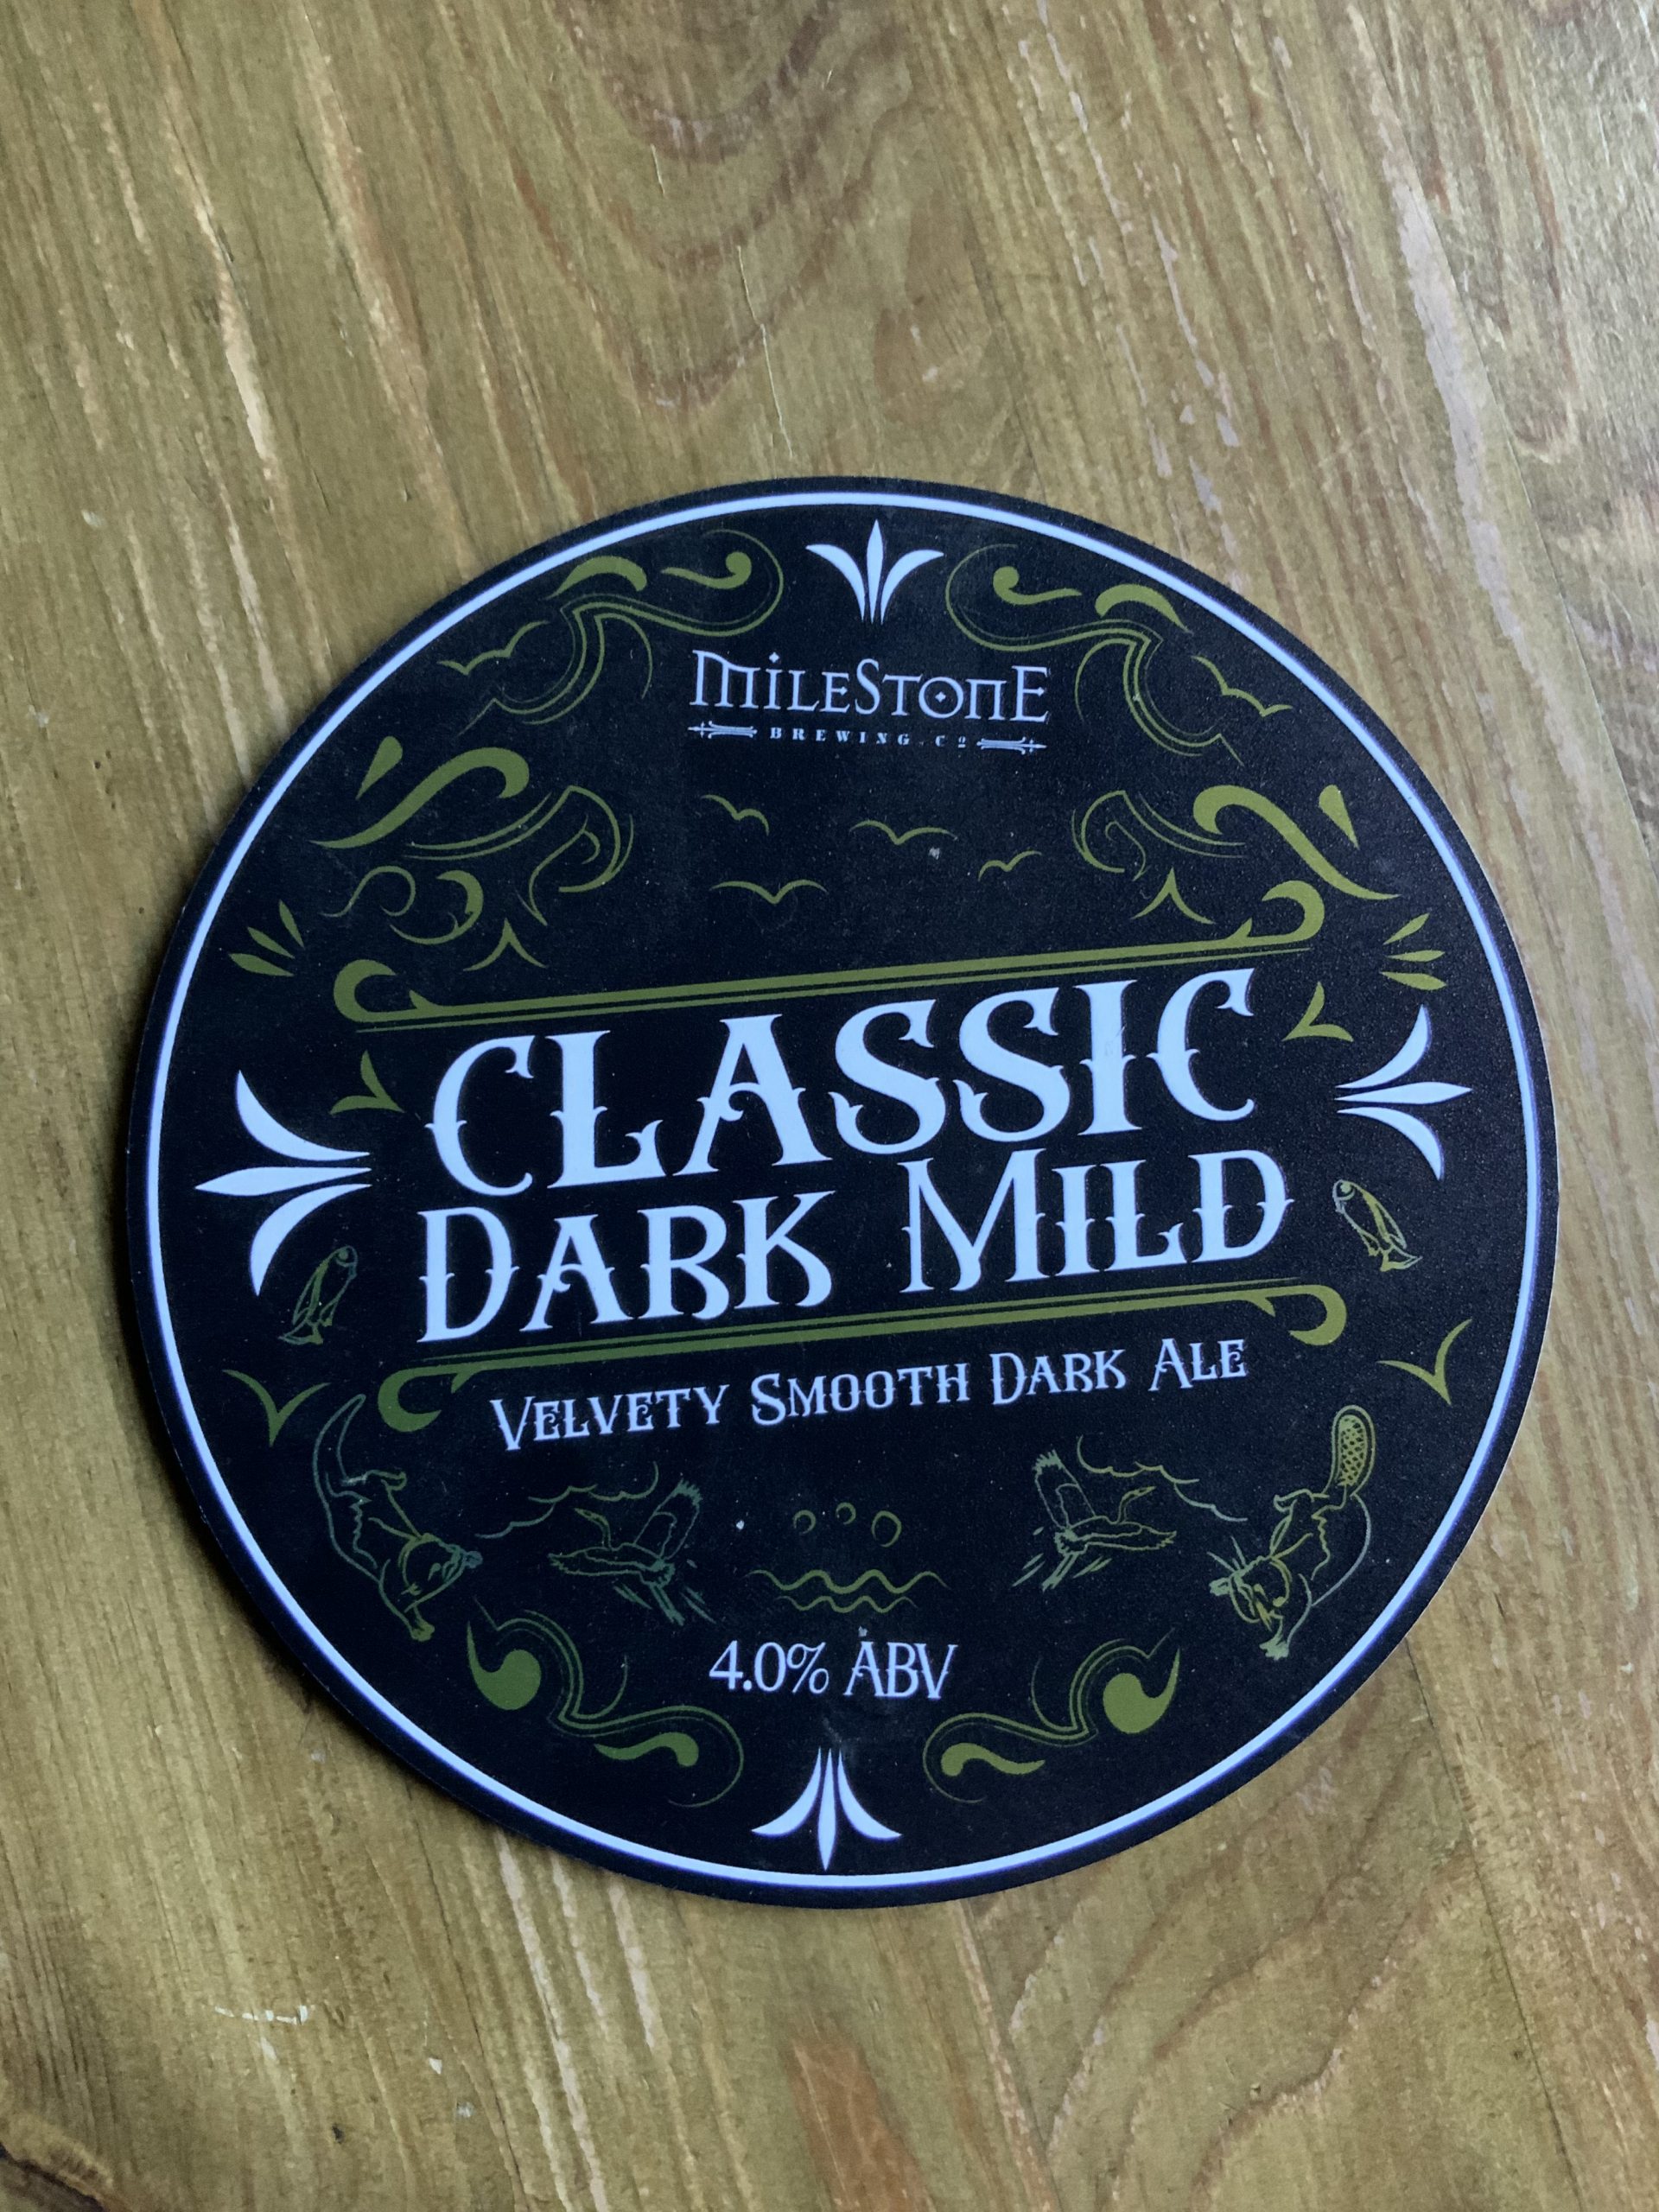 MILESTONE
BREWING Co
CLASSIC
DARK MILD
VELVETY SMOOTH DARK ALE
4.0% ABV